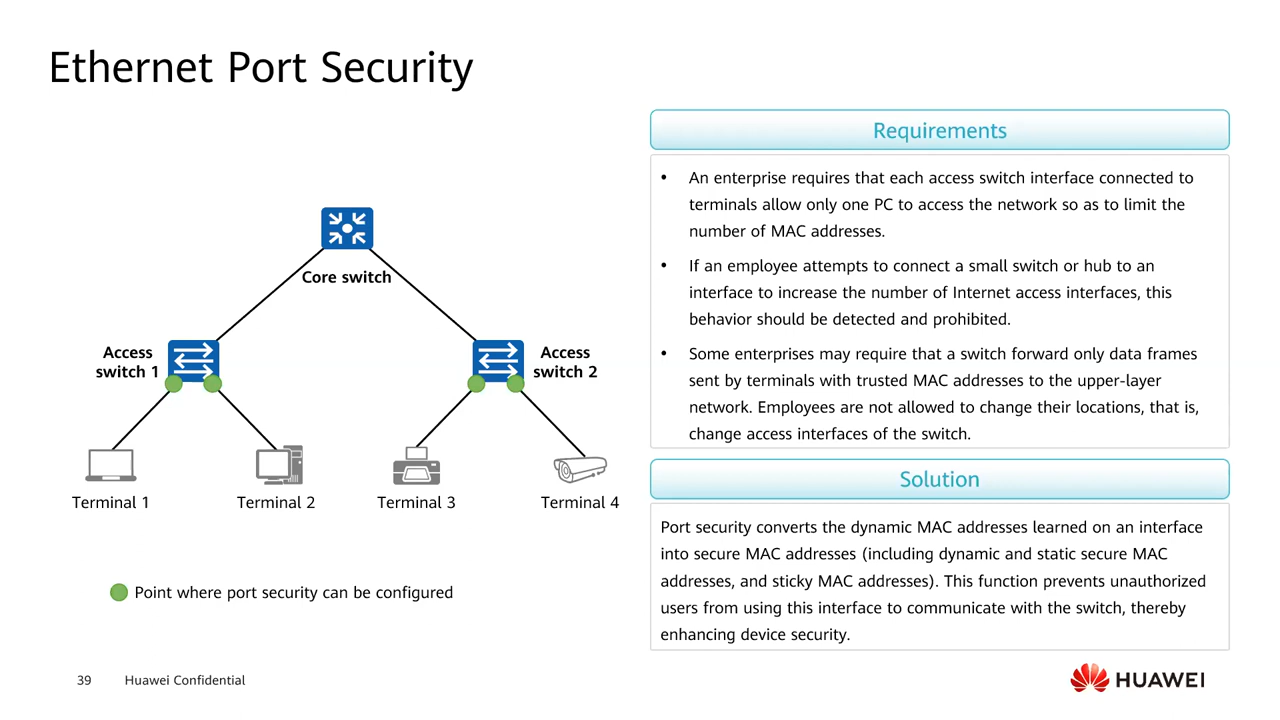 Ethernet Port Security
Core switch
Access
switch 1
Access
switch 2
Terminal 1
Terminal 2
Terminal 3
Terminal 4
Point where port security can be configured
Requirements
• An enterprise requires that each access switch interface connected to
terminals allow only one PC to access the network so as to limit the
number of MAC addresses.
• If an employee attempts to connect a small switch or hub to an
interface to increase the number of Internet access interfaces, this
behavior should be detected and prohibited.
• Some enterprises may require that a switch forward only data frames
sent by terminals with trusted MAC addresses to the upper-layer
network. Employees are not allowed to change their locations, that is,
change access interfaces of the switch.
Solution
Port security converts the dynamic MAC addresses learned on an interface
into secure MAC addresses (including dynamic and static secure MAC
addresses, and sticky MAC addresses). This function prevents unauthorized
users from using this interface to communicate with the switch, thereby
enhancing device security.
39 Huawei Confidential
HUAWEI